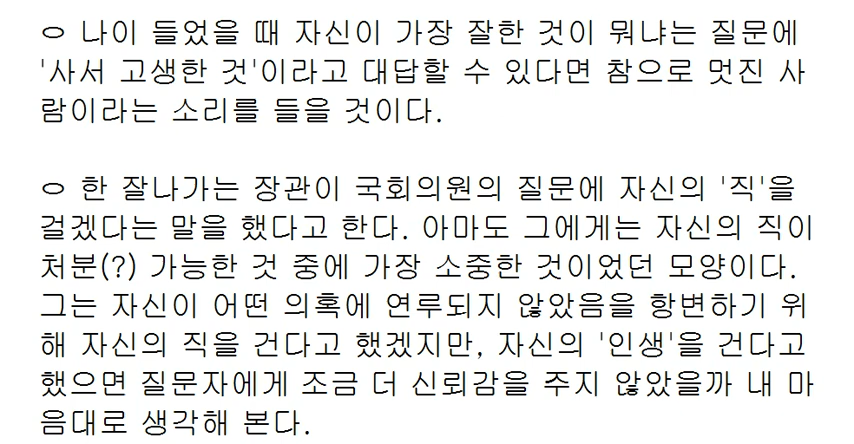 ㅇ 나이 들었을 때 자신이 가장 잘한 것이 뭐냐는 질문에
'사서 고생한 것'이라고 대답할 수 있다면 참으로 멋진 사
람이라는 소리를 들을 것이다.
ㅇ 한 잘나가는 장관이 국회의원의 질문에 자신의 '직'을
걸겠다는 말을 했다고 한다. 아마도 그에게는 자신의 직이
처분(?) 가능한 것 중에 가장 소중한 것이었던 모양이다.
그는 자신이 어떤 의혹에 연루되지 않았음을 항변하기 위
해 자신의 직을 건다고 했겠지만, 자신의 '인생'을 건다고
했으면 질문자에게 조금 더 신뢰감을 주지 않았을까 내 마
음대로 생각해 본다.